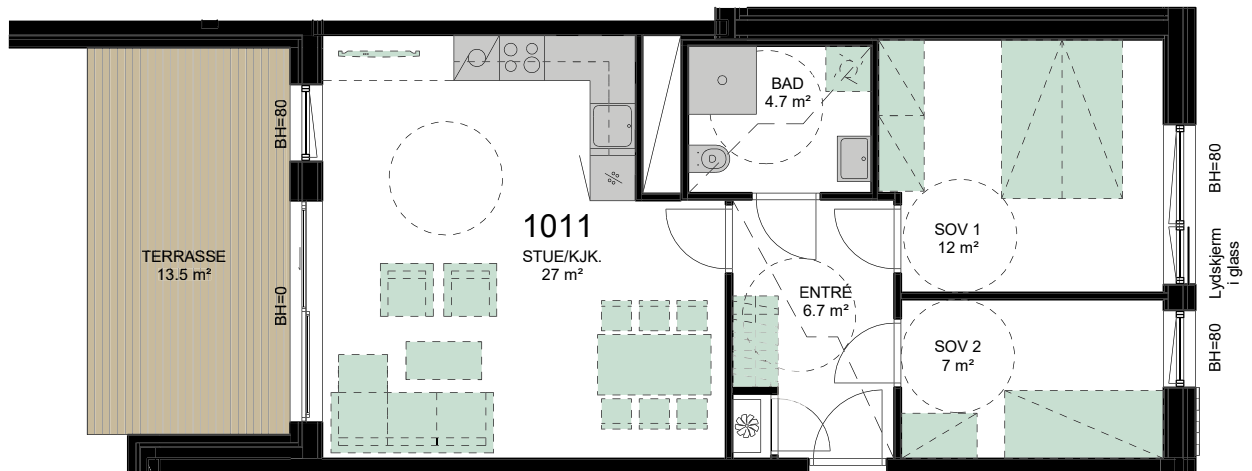 BH=80
BH=0
TERRASSE
13.5 m²
1011
STUE/KJK.
27 m²
BAD
4.7 m²
ENTRÉ
6.7 m²
SOV 1
12 m²
SOV 2
7 m²
BH=80
Lydskjerm
i glass
BH=80